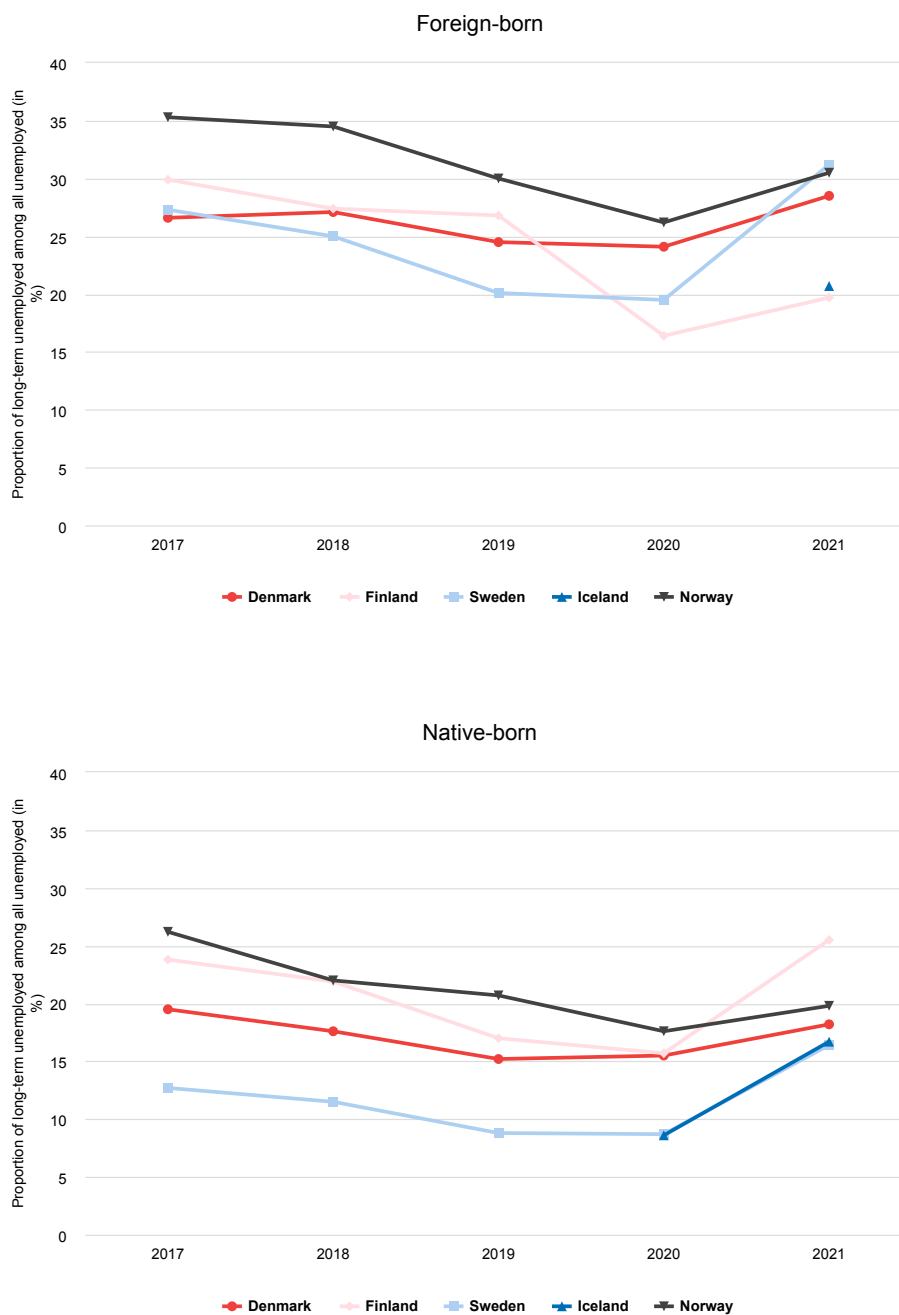 Foreign-born
Proportion of long-term unemployed among all unemployed (in
%)
40
35
30
25
20
15
10
5
0
2017 2018 2019 2020 2021
Denmark Finland Sweden Iceland Norway
Native-born
Proportion of long-term unemployed among all unemployed (in
%)
40
35
30
25
20
15
10
5
0
2017 2018 2019 2020 2021
Denmark Finland Sweden Iceland Norway